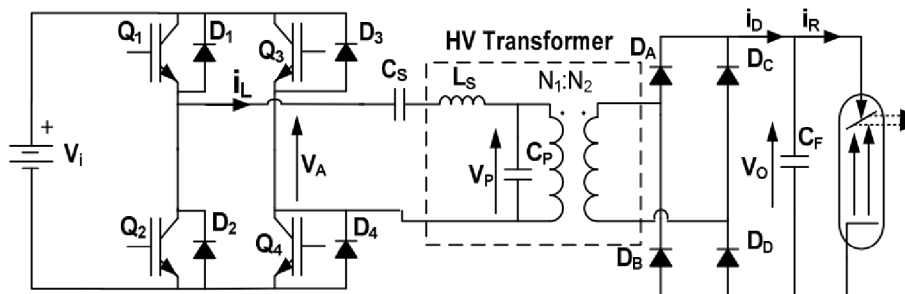 Q1 D1 Q3 D3 HV Transformer DA iD iR
CS LS N1:N2 DC
iL
+
Vi VA VP CP VO CF
Q2 D2 Q4 D4 DB DD